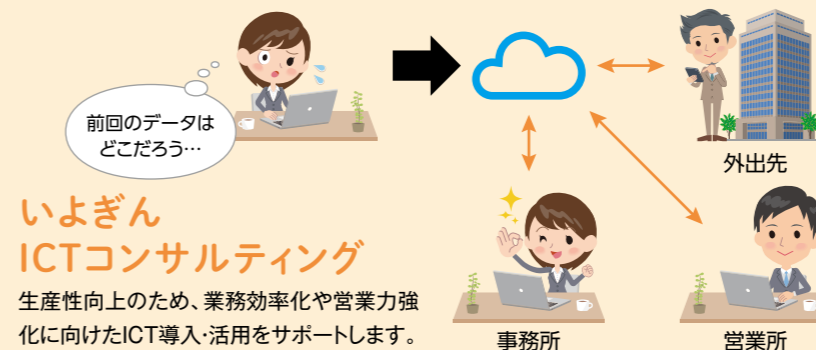 前回のデータは
どこだろう…
外出先
いよぎん
ICTコンサルティング
生産性向上のため、業務効率化や営業力強
化に向けたICT導入・活用をサポートします。
事務所
営業所